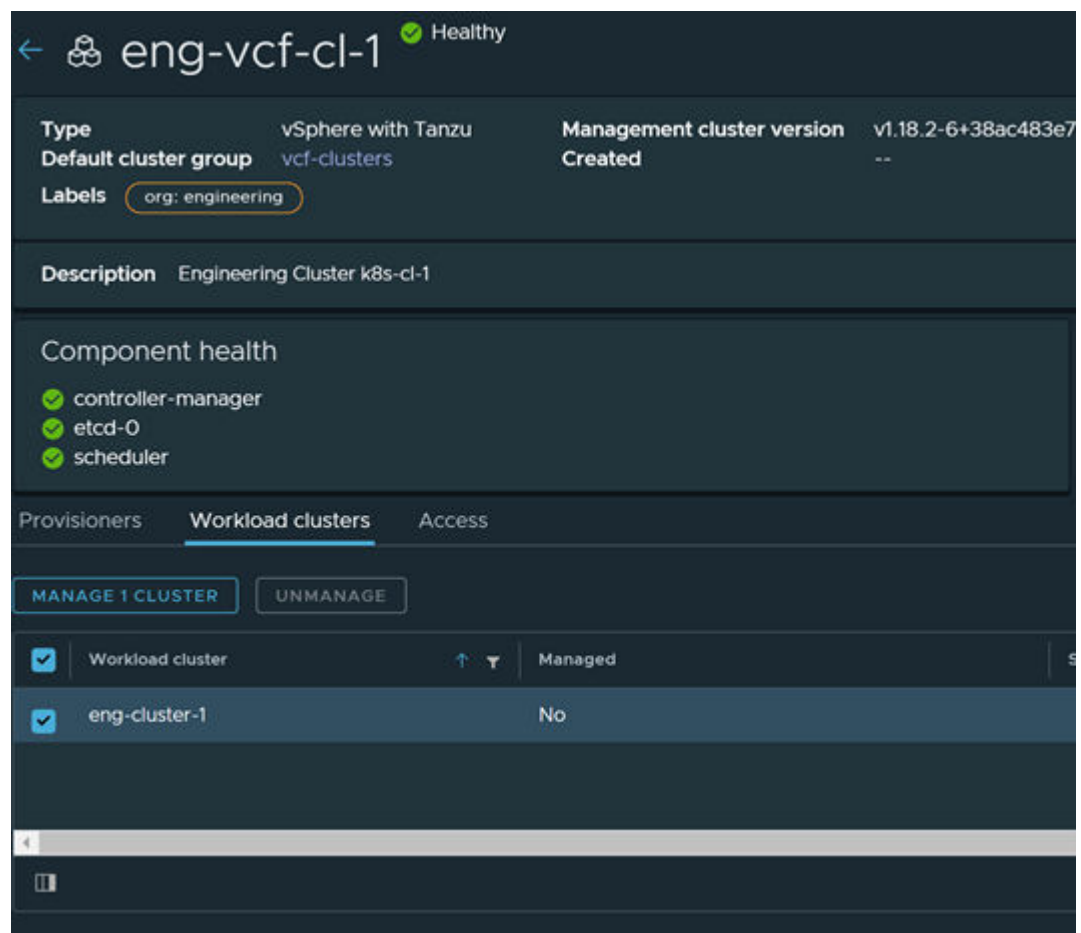 eng-vcf-cl-1 Healthy
Type vSphere with Tanzu Management cluster version v1.18.2-6+38ac483e7
Default cluster group vcf-clusters Created --
Labels org: engineering
Description Engineering Cluster k8s-cl-1
Component health
controller-manager
etcd-0
scheduler
Provisioners Workload clusters Access
MANAGE 1 CLUSTER UNMANAGE
Workload cluster Managed S
eng-cluster-1 No